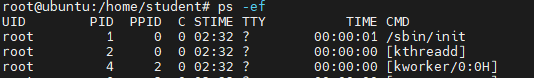 root@ubuntu:/home/student# ps -ef
UID        PID  PPID  C STIME TTY          TIME CMD
root         1     0  0 02:32 ?        00:00:01 /sbin/init
root         2     0  0 02:32 ?        00:00:00 [kthreadd]
root         4     2  0 02:32 ?        00:00:00 [kworker/0:0H]